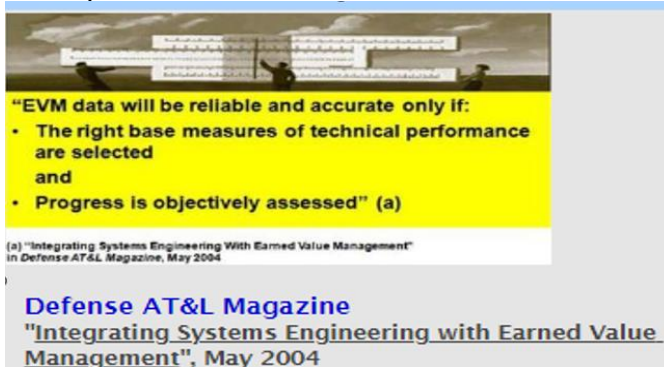 “EVM data will be reliable and accurate only if:
• The right base measures of technical performance
are selected
and
• Progress is objectively assessed” (a)
(a) “Integrating Systems Engineering With Earned Value Management”
in Defense AT&L Magazine, May 2004
Defense AT&L Magazine
"Integrating Systems Engineering with Earned Value
Management", May 2004